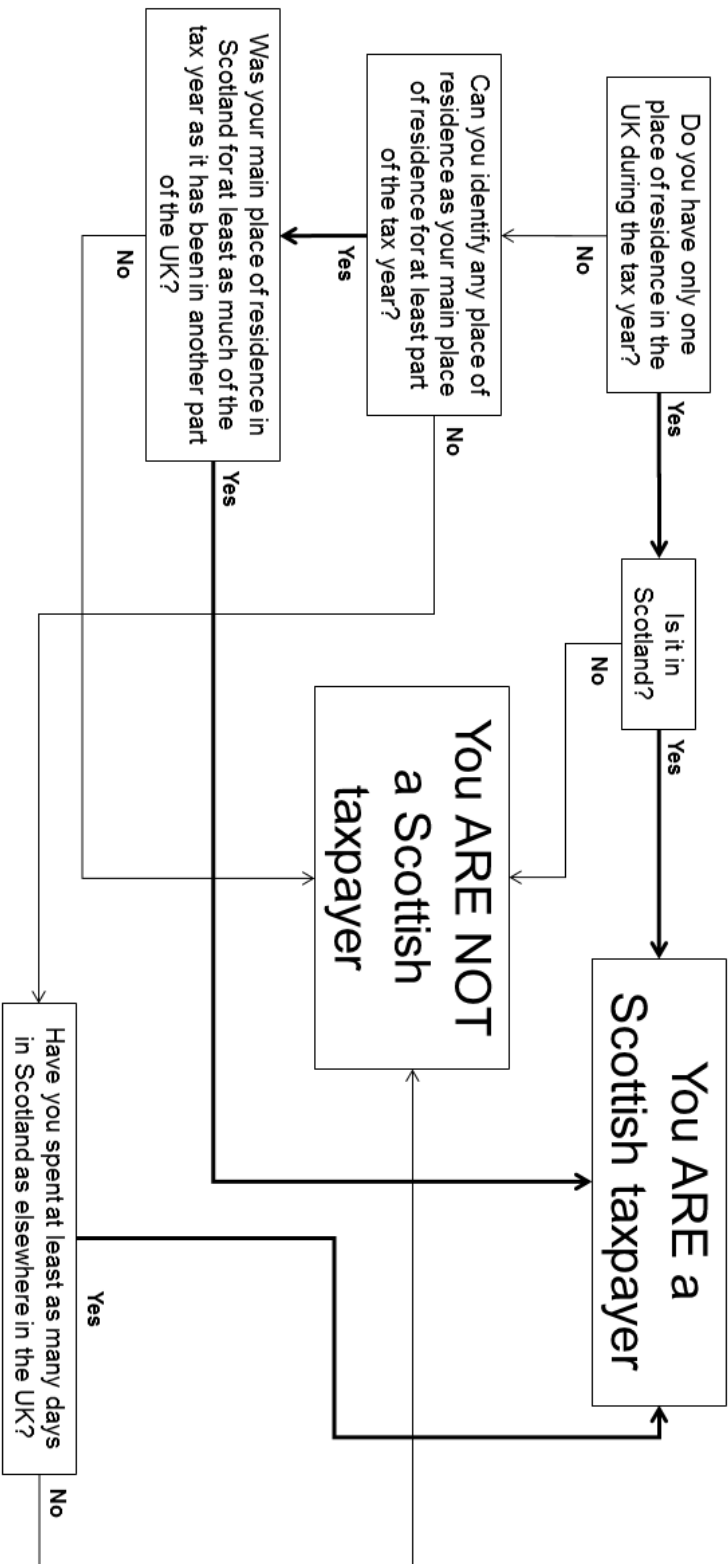 Do you have only one
place of residence in the
UK during the tax year?
Yes
No
Is it in
Scotland?
Yes
No
You ARE a
Scottish taxpayer
Can you identify any place of
residence as your main place
of residence for at least part
of the tax year?
Yes
No
You ARE NOT
a Scottish
taxpayer
Was your main place of residence in
Scotland for at least as much of the
tax year as it has been in another part
of the UK?
Yes
No
Have you spent at least as many days
in Scotland as elsewhere in the UK?
Yes
No